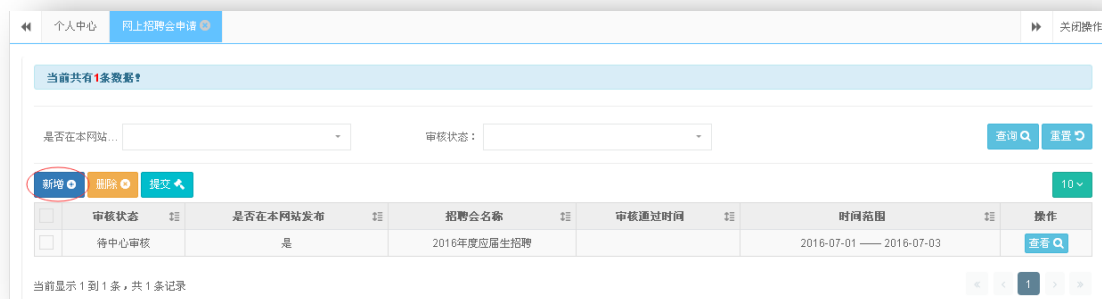 个人中心 网上招聘会申请 关闭操作
当前共有1条数据!
是否在本网站... 审核状态： 查询 重置
新增 删除 提交 10
审核状态 是否在本网站发布 招聘会名称 审核通过时间 时间范围 操作
待中心审核 是 2016年度应届生招聘 2016-07-01 —— 2016-07-03 查看
当前显示 1 到 1 条，共 1 条记录 « ‹ 1 › »